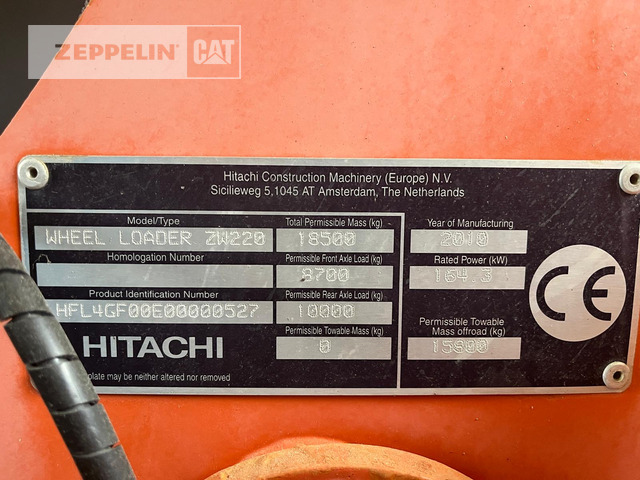 ZEPPELIN CAT
Hitachi Construction Machinery (Europe) N.V.
Sicilieweg 5,1045 AT Amsterdam, The Netherlands
Model/Type
WHEEL LOADER ZW220
Homologation Number
Product Identification Number
HFL4GF00E00000527
HITACHI
plate may be neither altered nor removed
Total Permissible Mass (kg)
18500
Permissible Front Axle Load (kg)
8700
Permissible Rear Axle Load (kg)
10000
Permissible Towable Mass (kg)
0
Year of Manufacturing
2010
Rated Power (kW)
164.3
Permissible Towable
Mass offroad (kg)
15800
CE